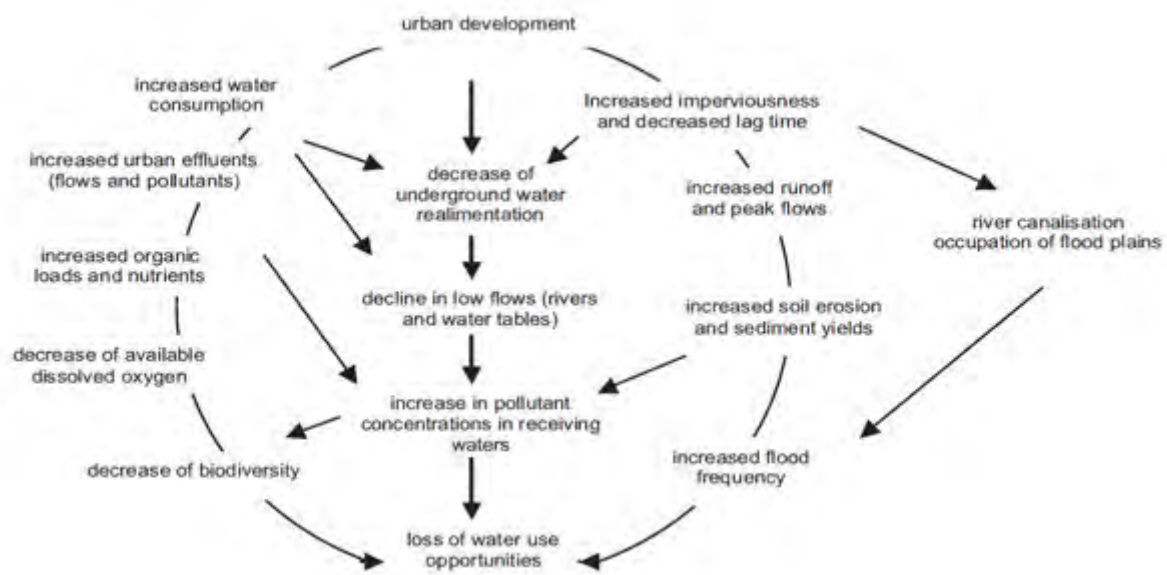 urban development
increased water
consumption
Increased imperviousness
and decreased lag time
increased urban effluents
(flows and pollutants)
decrease of
underground water
realimentation
increased runoff
and peak flows
river canalisation
occupation of flood plains
increased organic
loads and nutrients
decline in low flows (rivers
and water tables)
increased soil erosion
and sediment yields
decrease of available
dissolved oxygen
increase in pollutant
concentrations in receiving
waters
decrease of biodiversity
increased flood
frequency
loss of water use
opportunities